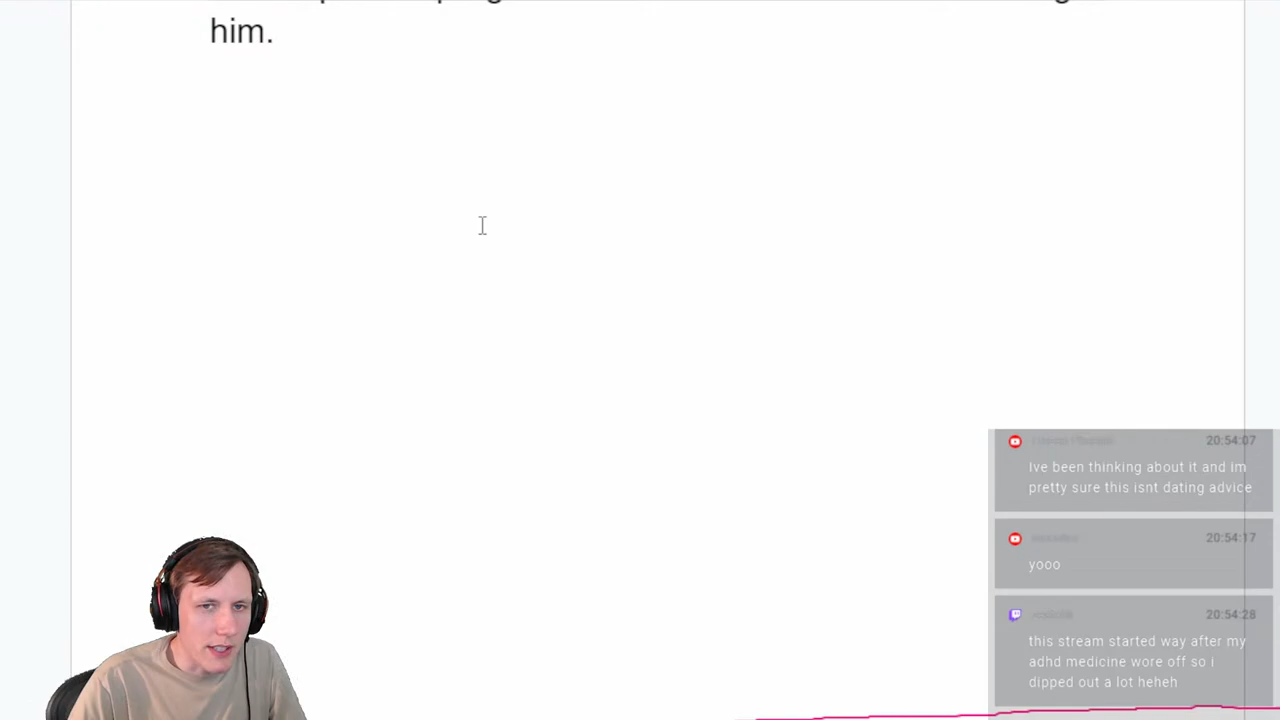 him.
20:54:07
Ive been thinking about it and im
pretty sure this isnt dating advice
20:54:17
yooo
20:54:28
this stream started way after my
adhd medicine wore off so i
dipped out a lot heheh